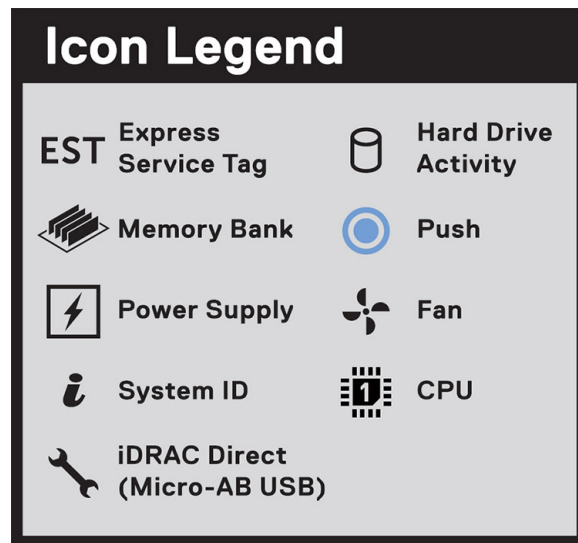 Icon Legend
EST
Express
Service Tag
Hard Drive
Activity
Memory Bank
Push
Power Supply
Fan
i
System ID
1
CPU
iDRAC Direct
(Micro-AB USB)